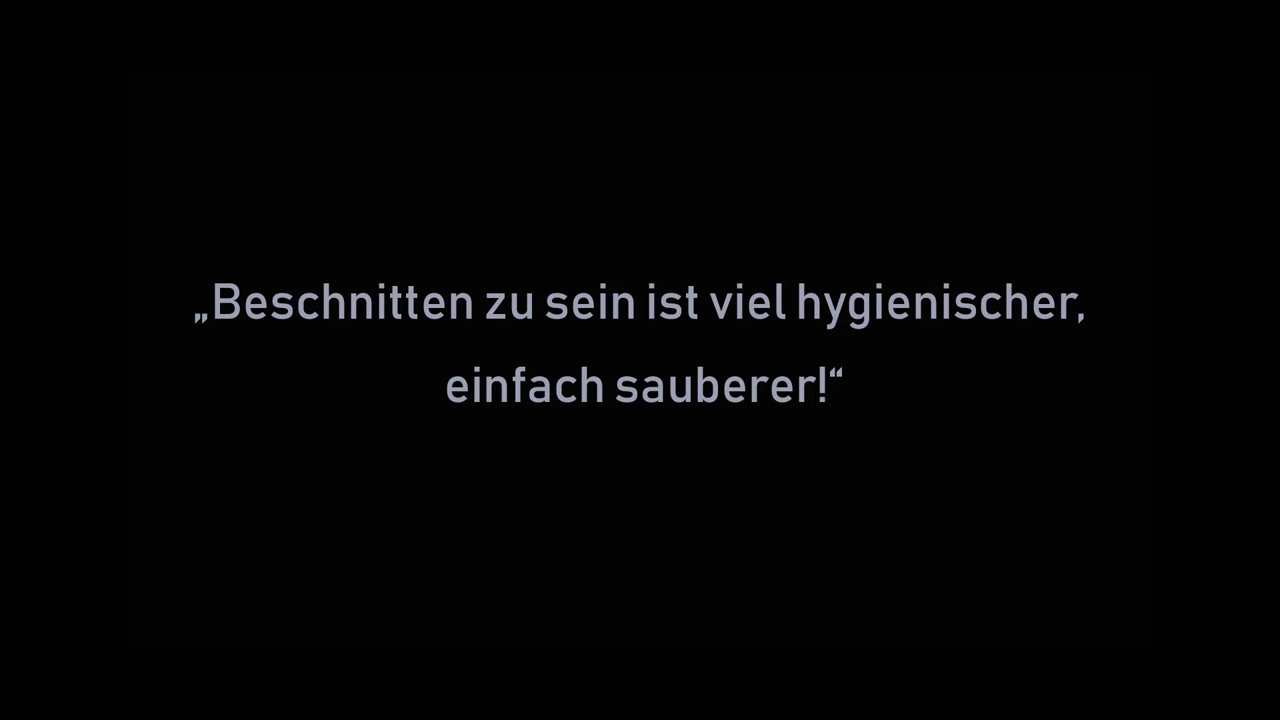 „Beschnitten zu sein ist viel hygienischer,
einfach sauberer!“